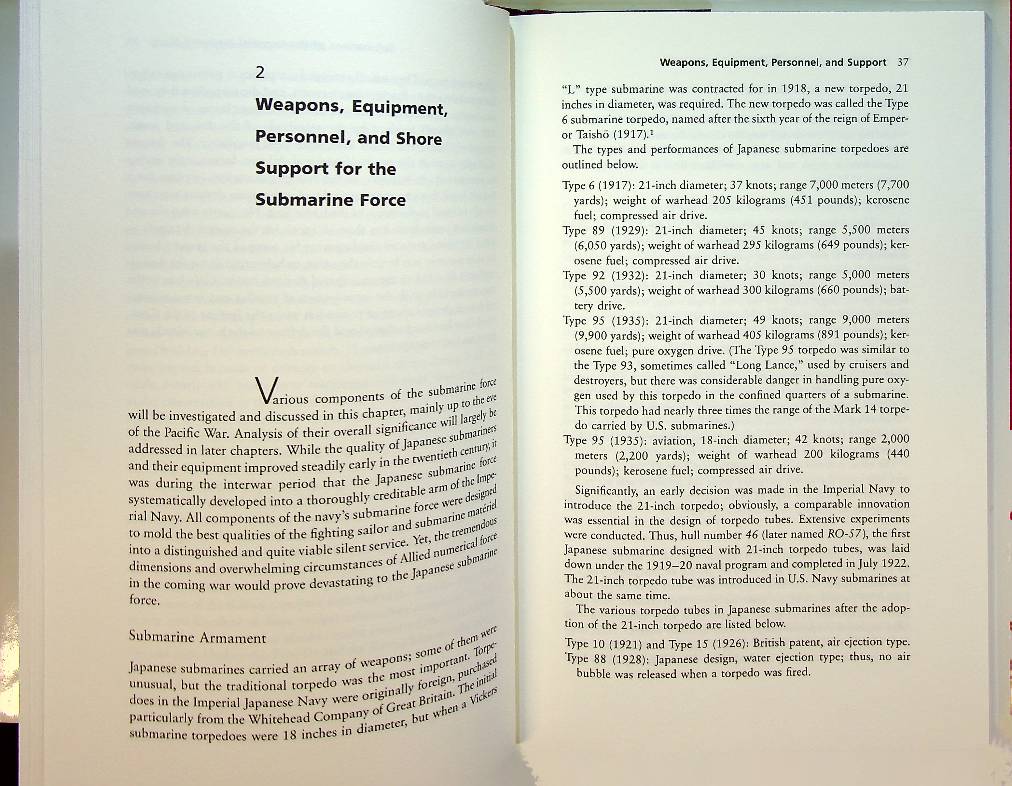 2
Weapons, Equipment,
Personnel, and Shore
Support for the
Submarine Force
Various components of the submarine force
will be investigated and discussed in this chapter, mainly up to the eve
of the Pacific War. Analysis of their overall significance will largely be
addressed in later chapters. While the quality of Japanese submariners
and their equipment improved steadily early in the twentieth century, it
was during the interwar period that the Japanese submarine force
systematically developed into a thoroughly creditable arm of the Impe-
rial Navy. All components of the navy's submarine force were designed
to mold the best qualities of the fighting sailor and submarine matériel
into a distinguished and quite viable silent service. Yet, the tremendous
dimensions and overwhelming circumstances of Allied numerical force
in the coming war would prove devastating to the Japanese submarine
force.
Submarine Armament
Japanese submarines carried an array of weapons; some of them were
unusual, but the traditional torpedo was the most important. Torpe-
does in the Imperial Japanese Navy were originally foreign, purchased
particularly from the Whitehead Company of Great Britain. The initial
submarine torpedoes were 18 inches in diameter, but when a Vickers
Weapons, Equipment, Personnel, and Support 37
"L" type submarine was contracted for in 1918, a new torpedo, 21
inches in diameter, was required. The new torpedo was called the Type
6 submarine torpedo, named after the sixth year of the reign of Emper-
or Taishō (1917).¹
The types and performances of Japanese submarine torpedoes are
outlined below.
Type 6 (1917): 21-inch diameter; 37 knots; range 7,000 meters (7,700
yards); weight of warhead 205 kilograms (451 pounds); kerosene
fuel; compressed air drive.
Type 89 (1929): 21-inch diameter; 45 knots; range 5,500 meters
(6,050 yards); weight of warhead 295 kilograms (649 pounds); ker-
osene fuel; compressed air drive.
Type 92 (1932): 21-inch diameter; 30 knots; range 5,000 meters
(5,500 yards); weight of warhead 300 kilograms (660 pounds); bat-
tery drive.
Type 95 (1935): 21-inch diameter; 49 knots; range 9,000 meters
(9,900 yards); weight of warhead 405 kilograms (891 pounds); ker-
osene fuel; pure oxygen drive. (The Type 95 torpedo was similar to
the Type 93, sometimes called "Long Lance," used by cruisers and
destroyers, but there was considerable danger in handling pure oxy-
gen used by this torpedo in the confined quarters of a submarine.
This torpedo had nearly three times the range of the Mark 14 torpe-
do carried by U.S. submarines.)
Type 95 (1935): aviation, 18-inch diameter; 42 knots; range 2,000
meters (2,200 yards); weight of warhead 200 kilograms (440
pounds); kerosene fuel; compressed air drive.
Significantly, an early decision was made in the Imperial Navy to
introduce the 21-inch torpedo; obviously, a comparable innovation
was essential in the design of torpedo tubes. Extensive experiments
were conducted. Thus, hull number 46 (later named RO-57), the first
Japanese submarine designed with 21-inch torpedo tubes, was laid
down under the 1919–20 naval program and completed in July 1922.
The 21-inch torpedo tube was introduced in U.S. Navy submarines at
about the same time.
The various torpedo tubes in Japanese submarines after the adop-
tion of the 21-inch torpedo are listed below.
Type 10 (1921) and Type 15 (1926): British patent, air ejection type.
Type 88 (1928): Japanese design, water ejection type; thus, no air
bubble was released when a torpedo was fired.